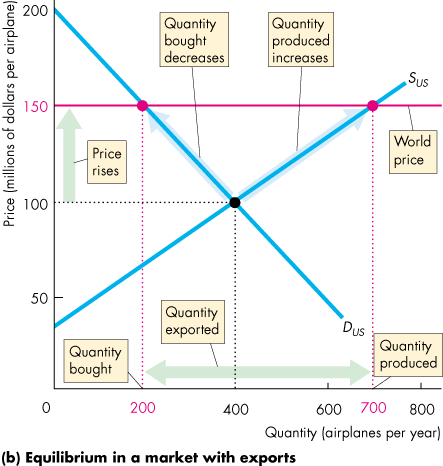 Price (millions of dollars per airplane)
200
150
100
50
0
Quantity
bought
decreases
Quantity
produced
increases
S US
World
price
Price
rises
Quantity
exported
D US
Quantity
bought
Quantity
produced
200
400
600
700
800
Quantity (airplanes per year)
(b) Equilibrium in a market with exports